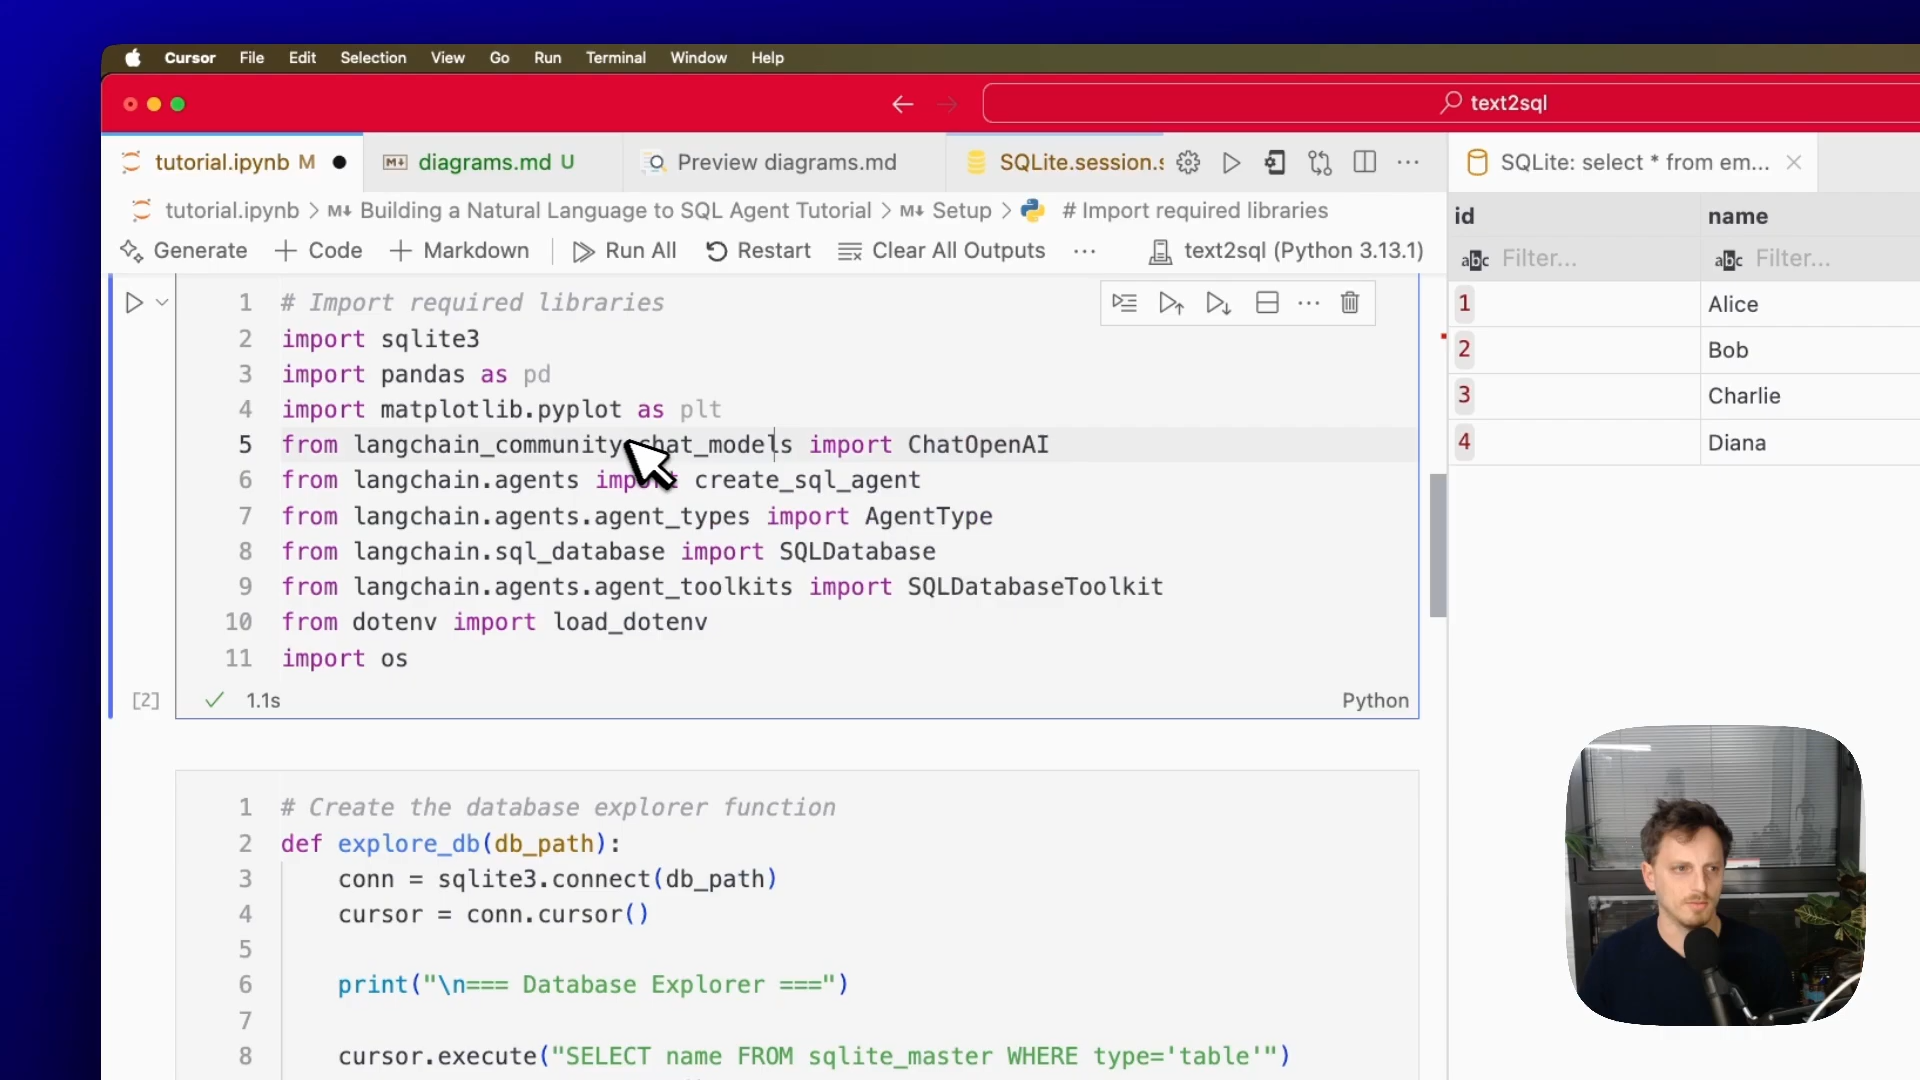 Cursor File Edit Selection View Go Run Terminal Window Help
text2sql
tutorial.ipynb M
diagrams.md U
Preview diagrams.md
SQLite.session.s
SQLite: select * from em...
tutorial.ipynb > Building a Natural Language to SQL Agent Tutorial > Setup > # Import required libraries
Generate + Code + Markdown Run All Restart Clear All Outputs ... text2sql (Python 3.13.1)
id name
abc Filter... abc Filter...
1 Alice
2 Bob
3 Charlie
4 Diana
1 # Import required libraries
2 import sqlite3
3 import pandas as pd
4 import matplotlib.pyplot as plt
5 from langchain_community.chat_models import ChatOpenAI
6 from langchain.agents import create_sql_agent
7 from langchain.agents.agent_types import AgentType
8 from langchain.sql_database import SQLDatabase
9 from langchain.agents.agent_toolkits import SQLDatabaseToolkit
10 from dotenv import load_dotenv
11 import os
[2] 1.1s Python
1 # Create the database explorer function
2 def explore_db(db_path):
3 conn = sqlite3.connect(db_path)
4 cursor = conn.cursor()
5
6 print("\n=== Database Explorer ===")
7
8 cursor.execute("SELECT name FROM sqlite_master WHERE type='table'")